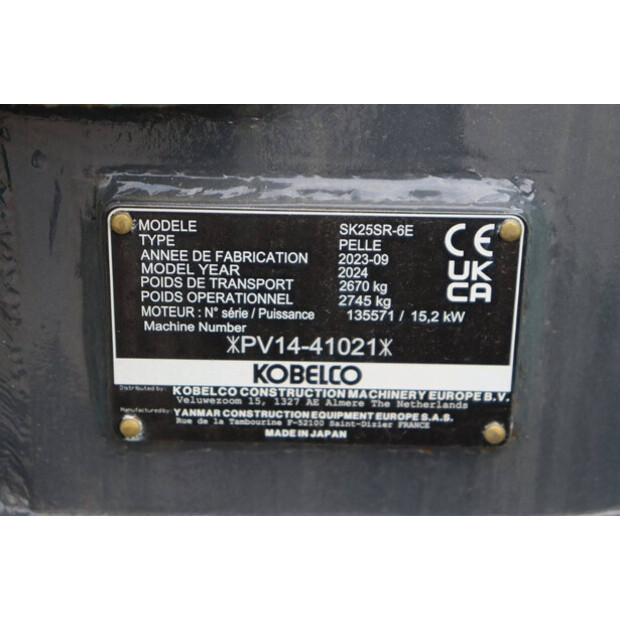 MODELE SK25SR-6E
TYPE PELLE
ANNEE DE FABRICATION 2023-09
MODEL YEAR 2024
POIDS DE TRANSPORT 2670 kg
POIDS OPERATIONNEL 2745 kg
MOTEUR : N° série / Puissance 135571 / 15,2 kW
Machine Number
*PV14-41021*
CE
UK
CA
KOBELCO
Distributed by: KOBELCO CONSTRUCTION MACHINERY EUROPE B.V.
Veluwezoom 15, 1327 AE Almere The Netherlands
Manufactured by: YANMAR CONSTRUCTION EQUIPMENT EUROPE S.A.S.
Rue de la Tambourine F-52100 Saint-Dizier FRANCE
MADE IN JAPAN